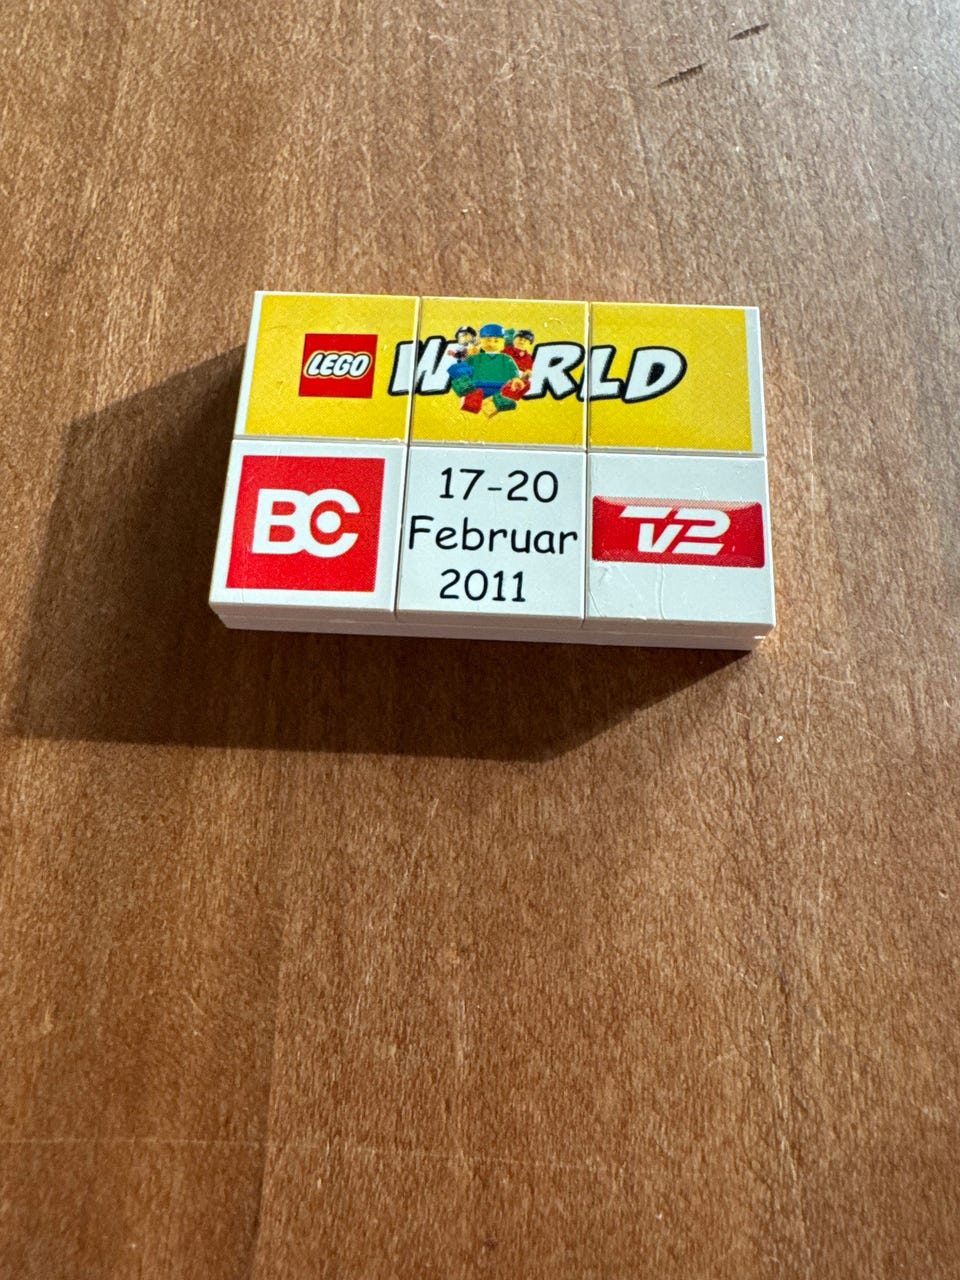 LEGO WORLD
BC
17-20
Februar
2011
TV2